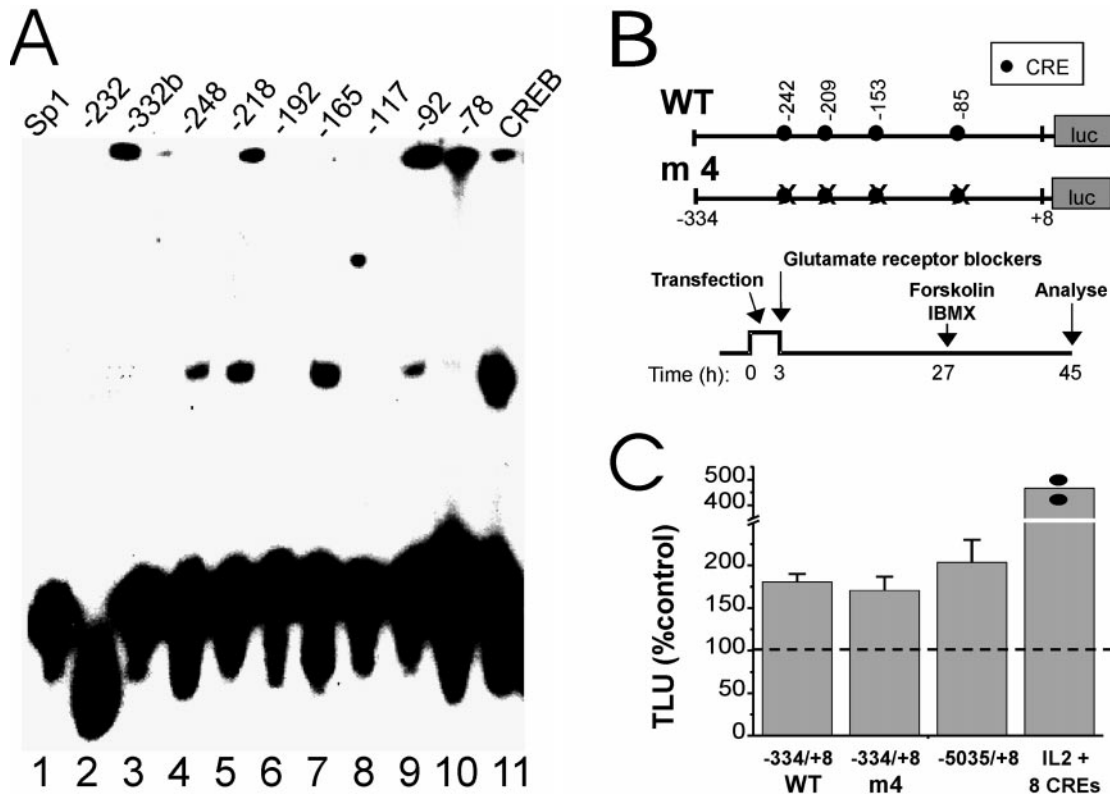 A
Sp1 -232 -332b -248 -218 -192 -165 -117 -92 -78 CREB
1 2 3 4 5 6 7 8 9 10 11
B
CRE
WT
-242 -209 -153 -85
luc
m 4
X X X X
luc
-334 +8
Glutamate receptor blockers
Transfection
Forskolin
IBMX
Analyse
Time (h): 0 3 27 45
C
TLU (%control)
500
400
200
150
100
50
0
-334/+8 -334/+8 -5035/+8 IL2 +
WT m4 8 CREs